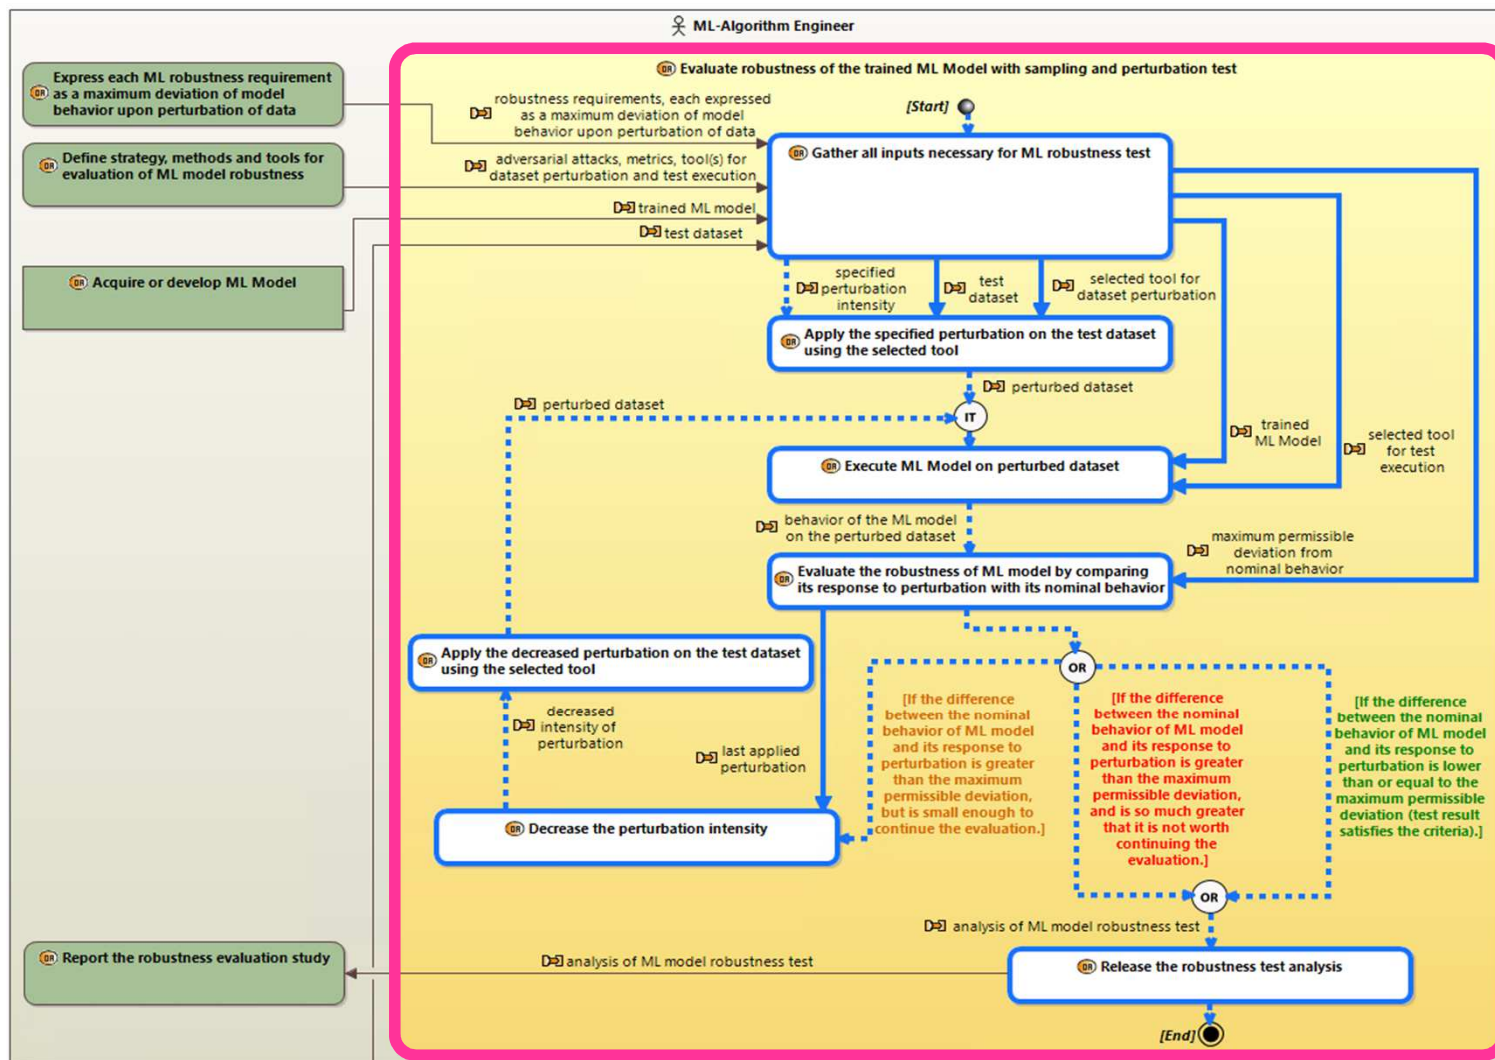 ML-Algorithm Engineer
Evaluate robustness of the trained ML Model with sampling and perturbation test
Express each ML robustness requirement
as a maximum deviation of model
behavior upon perturbation of data
Define strategy, methods and tools for
evaluation of ML model robustness
Acquire or develop ML Model
robustness requirements, each expressed
as a maximum deviation of model
behavior upon perturbation of data
adversarial attacks, metrics, tool(s) for
dataset perturbation and test execution
trained ML model
test dataset
[Start]
Gather all inputs necessary for ML robustness test
specified
perturbation
intensity
test
dataset
selected tool for
dataset perturbation
Apply the specified perturbation on the test dataset
using the selected tool
perturbed dataset
perturbed dataset
IT
trained
ML Model
selected tool
for test
execution
Execute ML Model on perturbed dataset
behavior of the ML model
on the perturbed dataset
maximum permissible
deviation from
nominal behavior
Evaluate the robustness of ML model by comparing
its response to perturbation with its nominal behavior
Apply the decreased perturbation on the test dataset
using the selected tool
OR
decreased
intensity of
perturbation
last applied
perturbation
[If the difference
between the nominal
behavior of ML model
and its response to
perturbation is greater
than the maximum
permissible deviation,
but is small enough to
continue the evaluation.]
[If the difference
between the nominal
behavior of ML model
and its response to
perturbation is greater
than the maximum
permissible deviation,
and is so much greater
that it is not worth
continuing the
evaluation.]
[If the difference
between the nominal
behavior of ML model
and its response to
perturbation is lower
than or equal to the
maximum permissible
deviation (test result
satisfies the criteria).]
Decrease the perturbation intensity
OR
analysis of ML model robustness test
Report the robustness evaluation study
analysis of ML model robustness test
Release the robustness test analysis
[End]